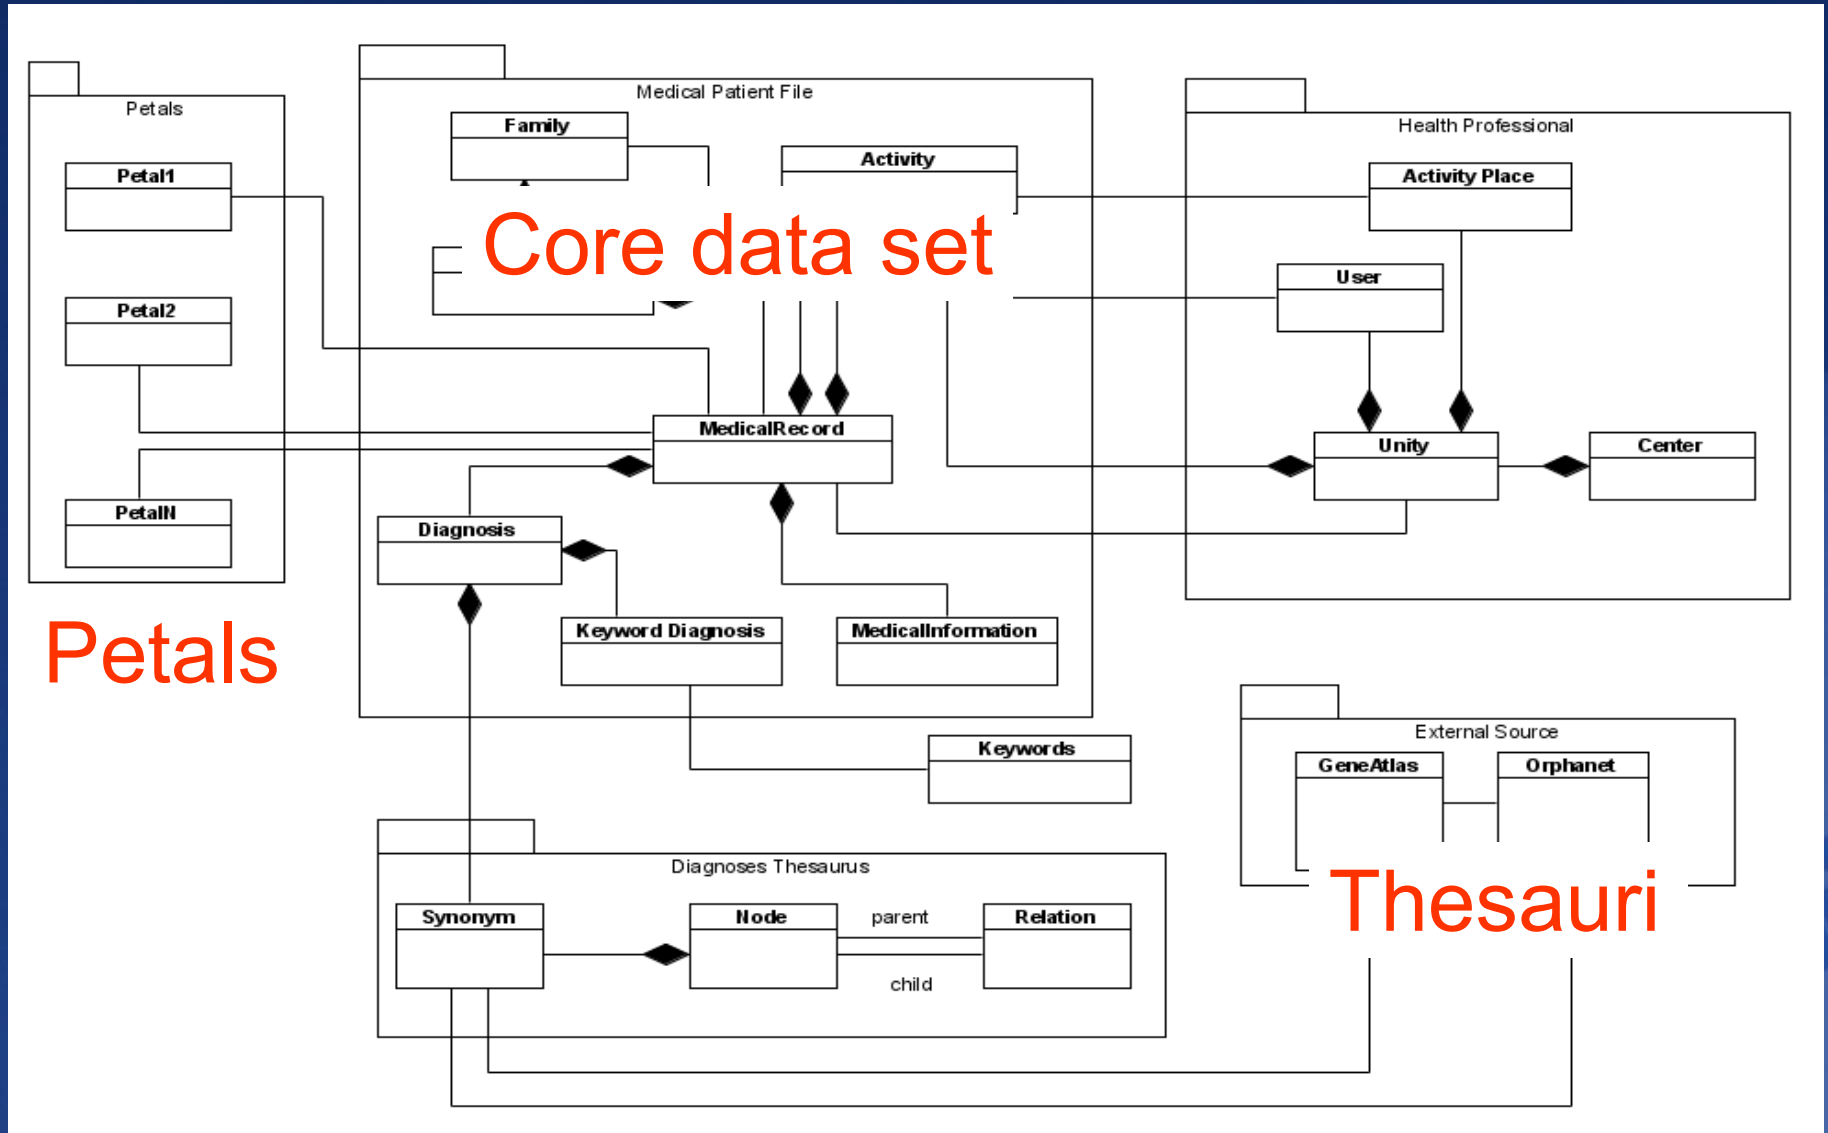 Petals
Petal1
Petal2
PetalN
Petals
Medical Patient File
Family
Activity
Core data set
MedicalRecord
Diagnosis
Keyword Diagnosis
MedicalInformation
Keywords
Health Professional
Activity Place
User
Unity
Center
External Source
GeneAtlas
Orphanet
Thesauri
Diagnoses Thesaurus
Synonym
Node
parent
child
Relation